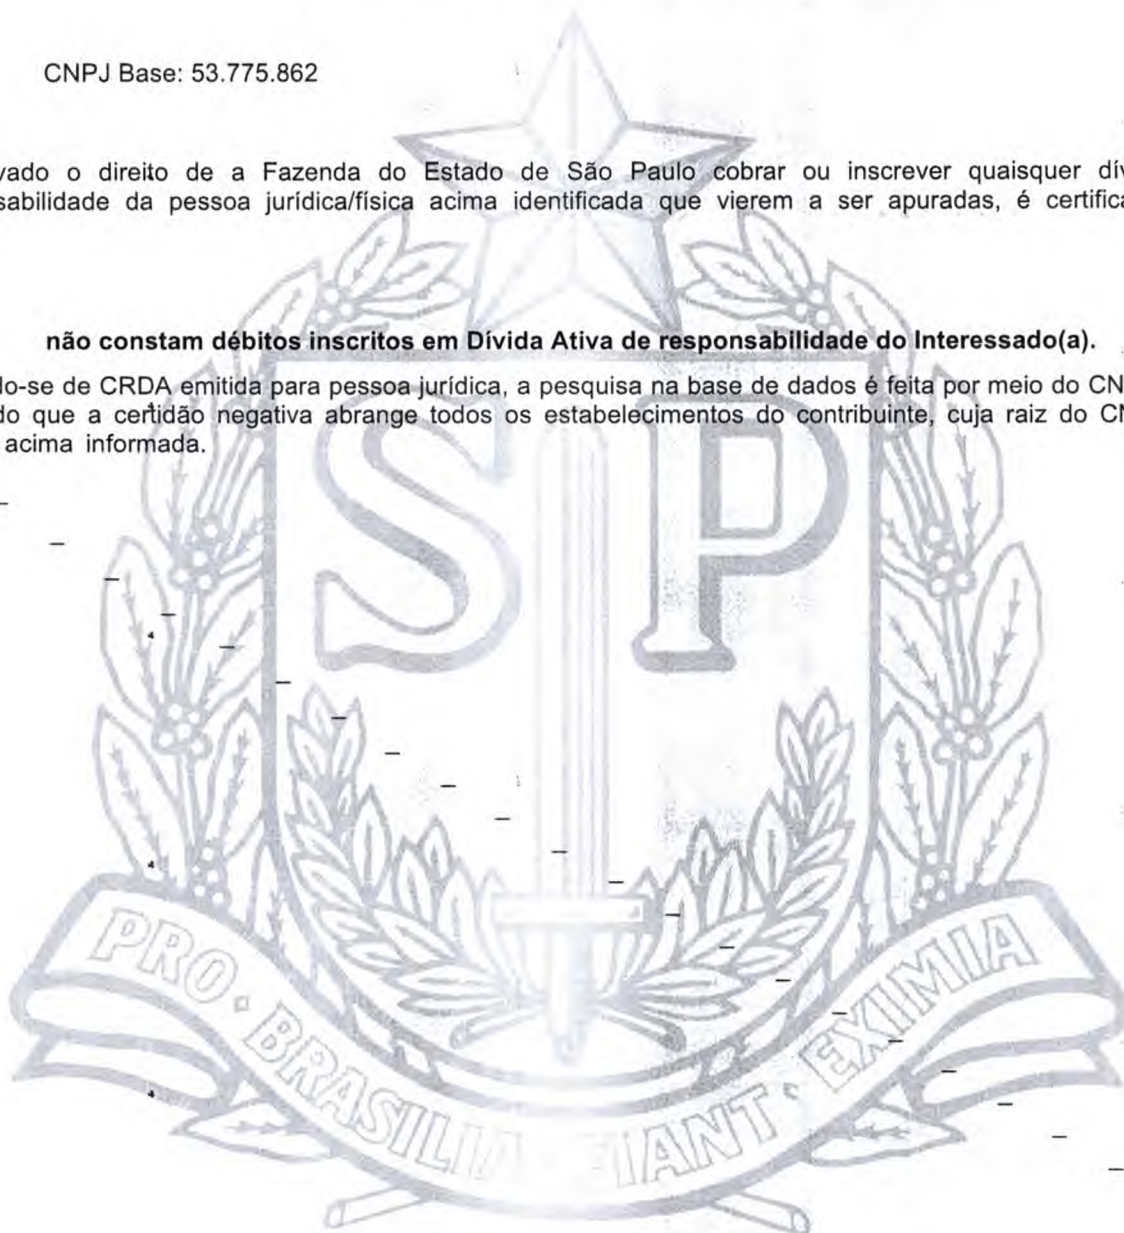 CNPJ Base: 53.775.862
vado o direito de a Fazenda do Estado de São Paulo cobrar ou inscrever quaisquer dív
sabilidade da pessoa jurídica/física acima identificada que vierem a ser apuradas, é certifica
não constam débitos inscritos em Dívida Ativa de responsabilidade do Interessado(a).
do-se de CRDA emitida para pessoa jurídica, a pesquisa na base de dados é feita por meio do CN
do que a certidão negativa abrange todos os estabelecimentos do contribuinte, cuja raiz do CN
acima informada.
SP
PRO • BRASILIA FIANT • EXIMIA